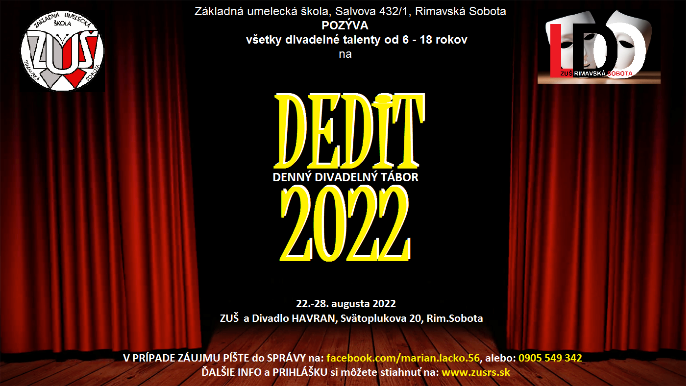 Základná umelecká škola, Salvova 432/1, Rimavská Sobota
POZÝVA
všetky divadelné talenty od 6 - 18 rokov
na
ZÁKLADNÁ UMELECKÁ
ŠKOLA
ZUŠ
RIMAVSKÁ SOBOTA
LDO
ZUŠ RIMAVSKÁ SOBOTA
DEDIT
DENNÝ DIVADELNÝ TÁBOR
2022
22.-28. augusta 2022
ZUŠ a Divadlo HAVRAN, Svätoplukova 20, Rim.Sobota
V PRÍPADE ZÁUJMU PÍŠTE do SPRÁVY na: facebook.com/marian.lacko.56, alebo: 0905 549 342
ĎALŠIE INFO a PRIHLÁŠKU si môžete stiahnuť na: www.zusrs.sk